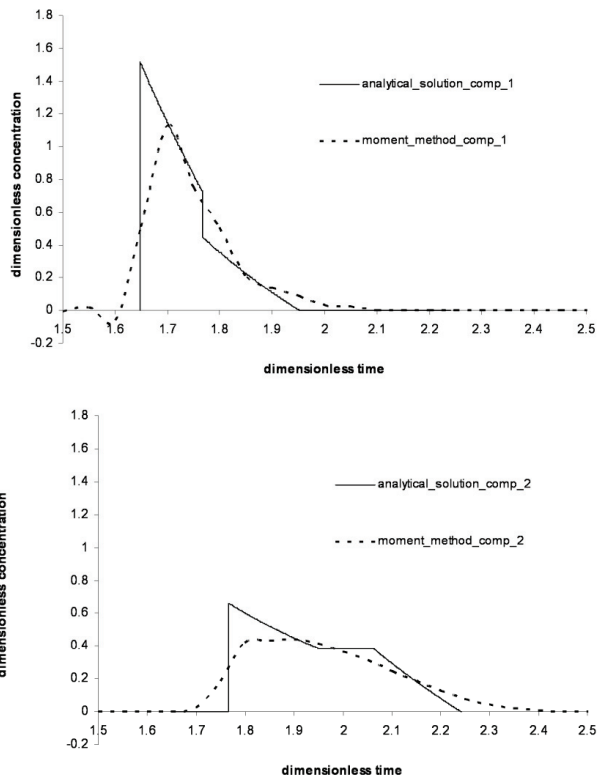 1.8
1.6
1.4
1.2
1
0.8
0.6
0.4
0.2
0
-0.2
dimensionless concentration
analytical_solution_comp_1
moment_method_comp_1
1.5 1.6 1.7 1.8 1.9 2 2.1 2.2 2.3 2.4 2.5
dimensionless time
1.8
1.6
1.4
1.2
1
0.8
0.6
0.4
0.2
0
-0.2
dimensionless concentration
analytical_solution_comp_2
moment_method_comp_2
1.5 1.6 1.7 1.8 1.9 2 2.1 2.2 2.3 2.4 2.5
dimensionless time